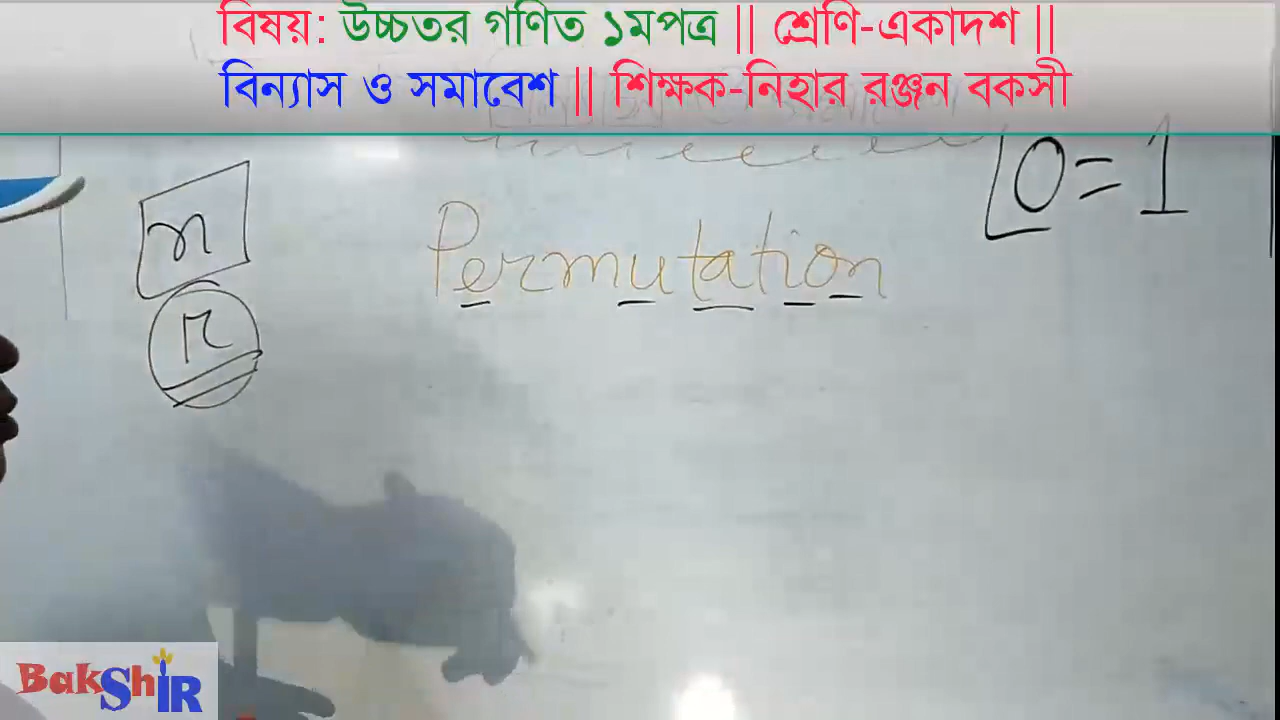 বিষয়: উচ্চতর গণিত ১মপত্র || শ্রেণি-একাদশ ||
বিন্যাস ও সমাবেশ || শিক্ষক-নিহার রঞ্জন বকসী
0=1
n
Permutation
r
BakShiR